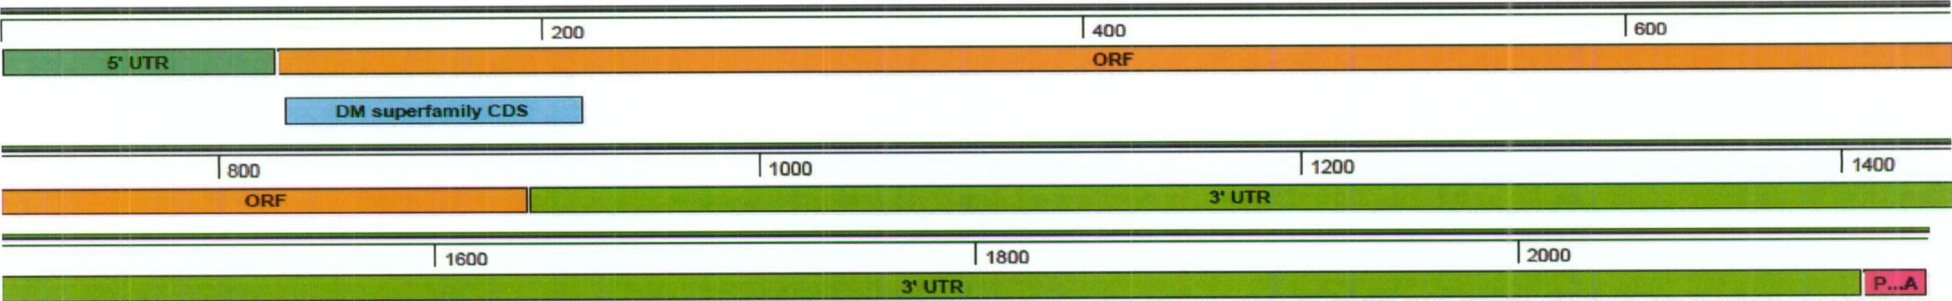 200 400 600
5' UTR ORF
DM superfamily CDS
800 1000 1200 1400
ORF 3' UTR
1600 1800 2000
3' UTR P...A